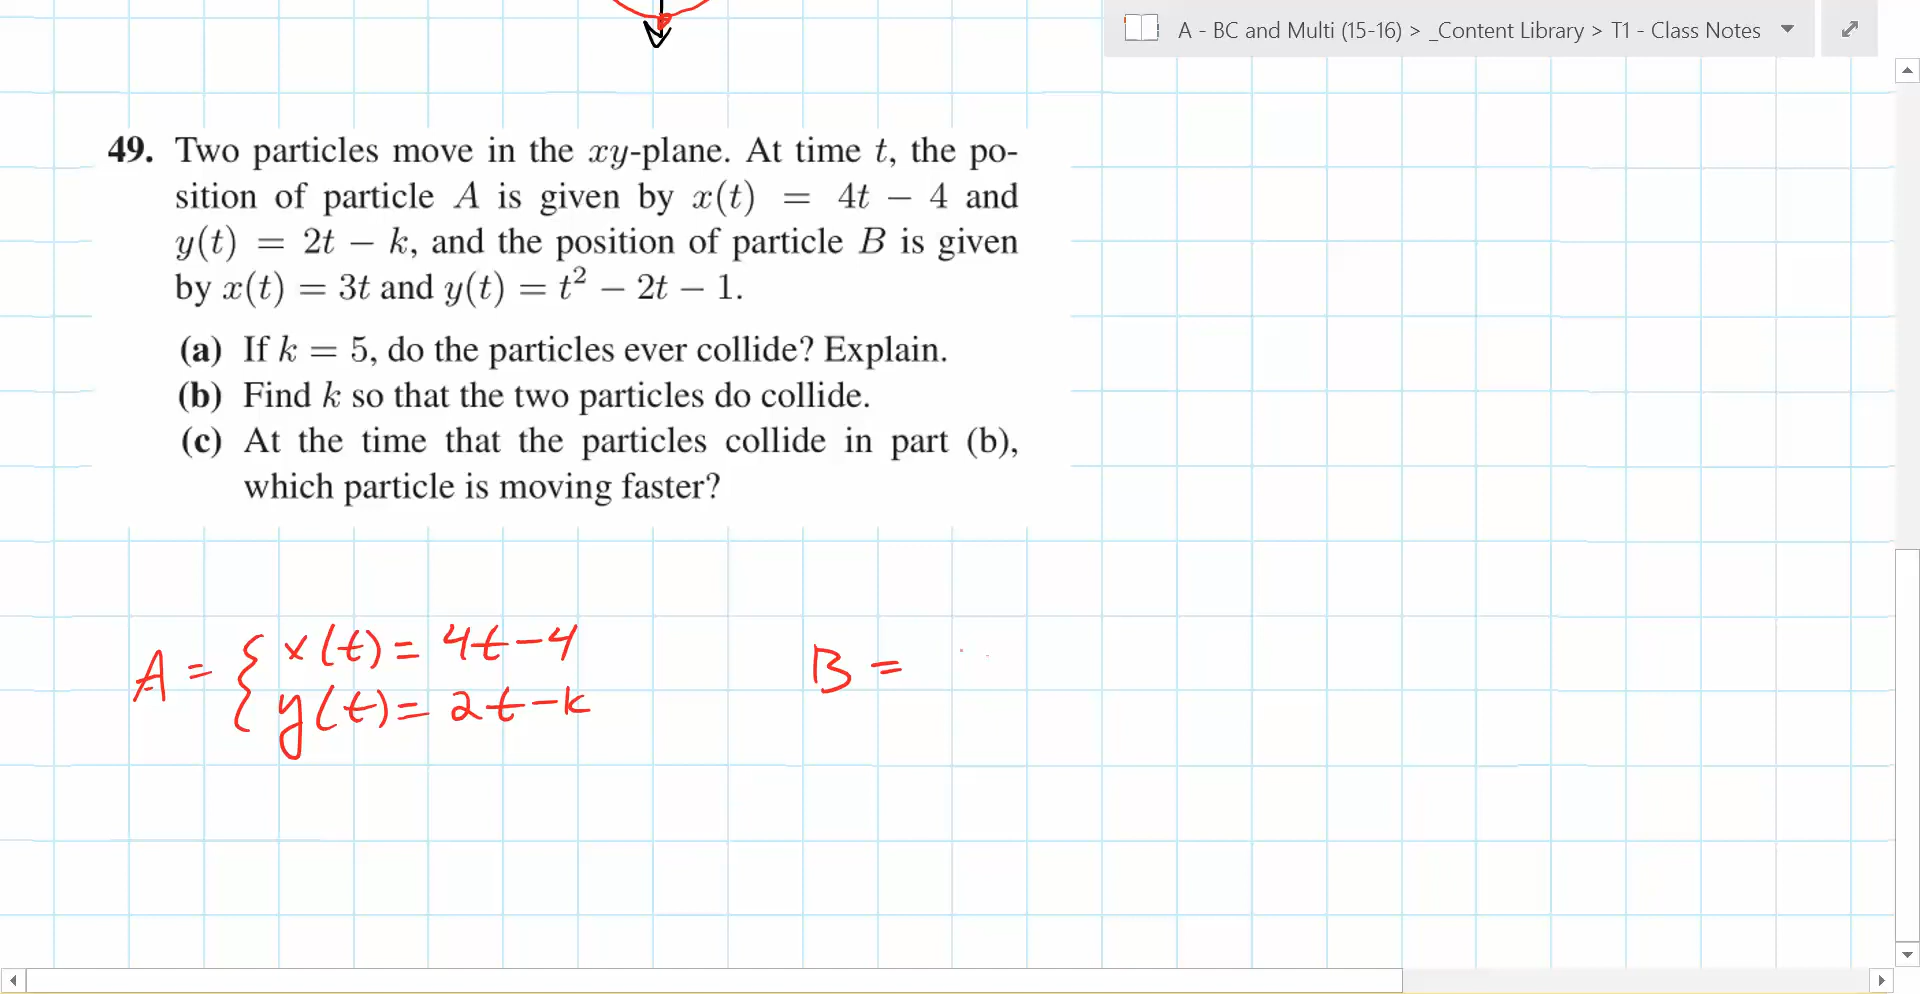 A - BC and Multi (15-16) > _Content Library > T1 - Class Notes
49. Two particles move in the xy-plane. At time t, the po-
sition of particle A is given by x(t) = 4t − 4 and
y(t) = 2t − k, and the position of particle B is given
by x(t) = 3t and y(t) = t² − 2t − 1.
(a) If k = 5, do the particles ever collide? Explain.
(b) Find k so that the two particles do collide.
(c) At the time that the particles collide in part (b),
which particle is moving faster?
A = { x(t) = 4t − 4
y(t) = 2t − k
B =